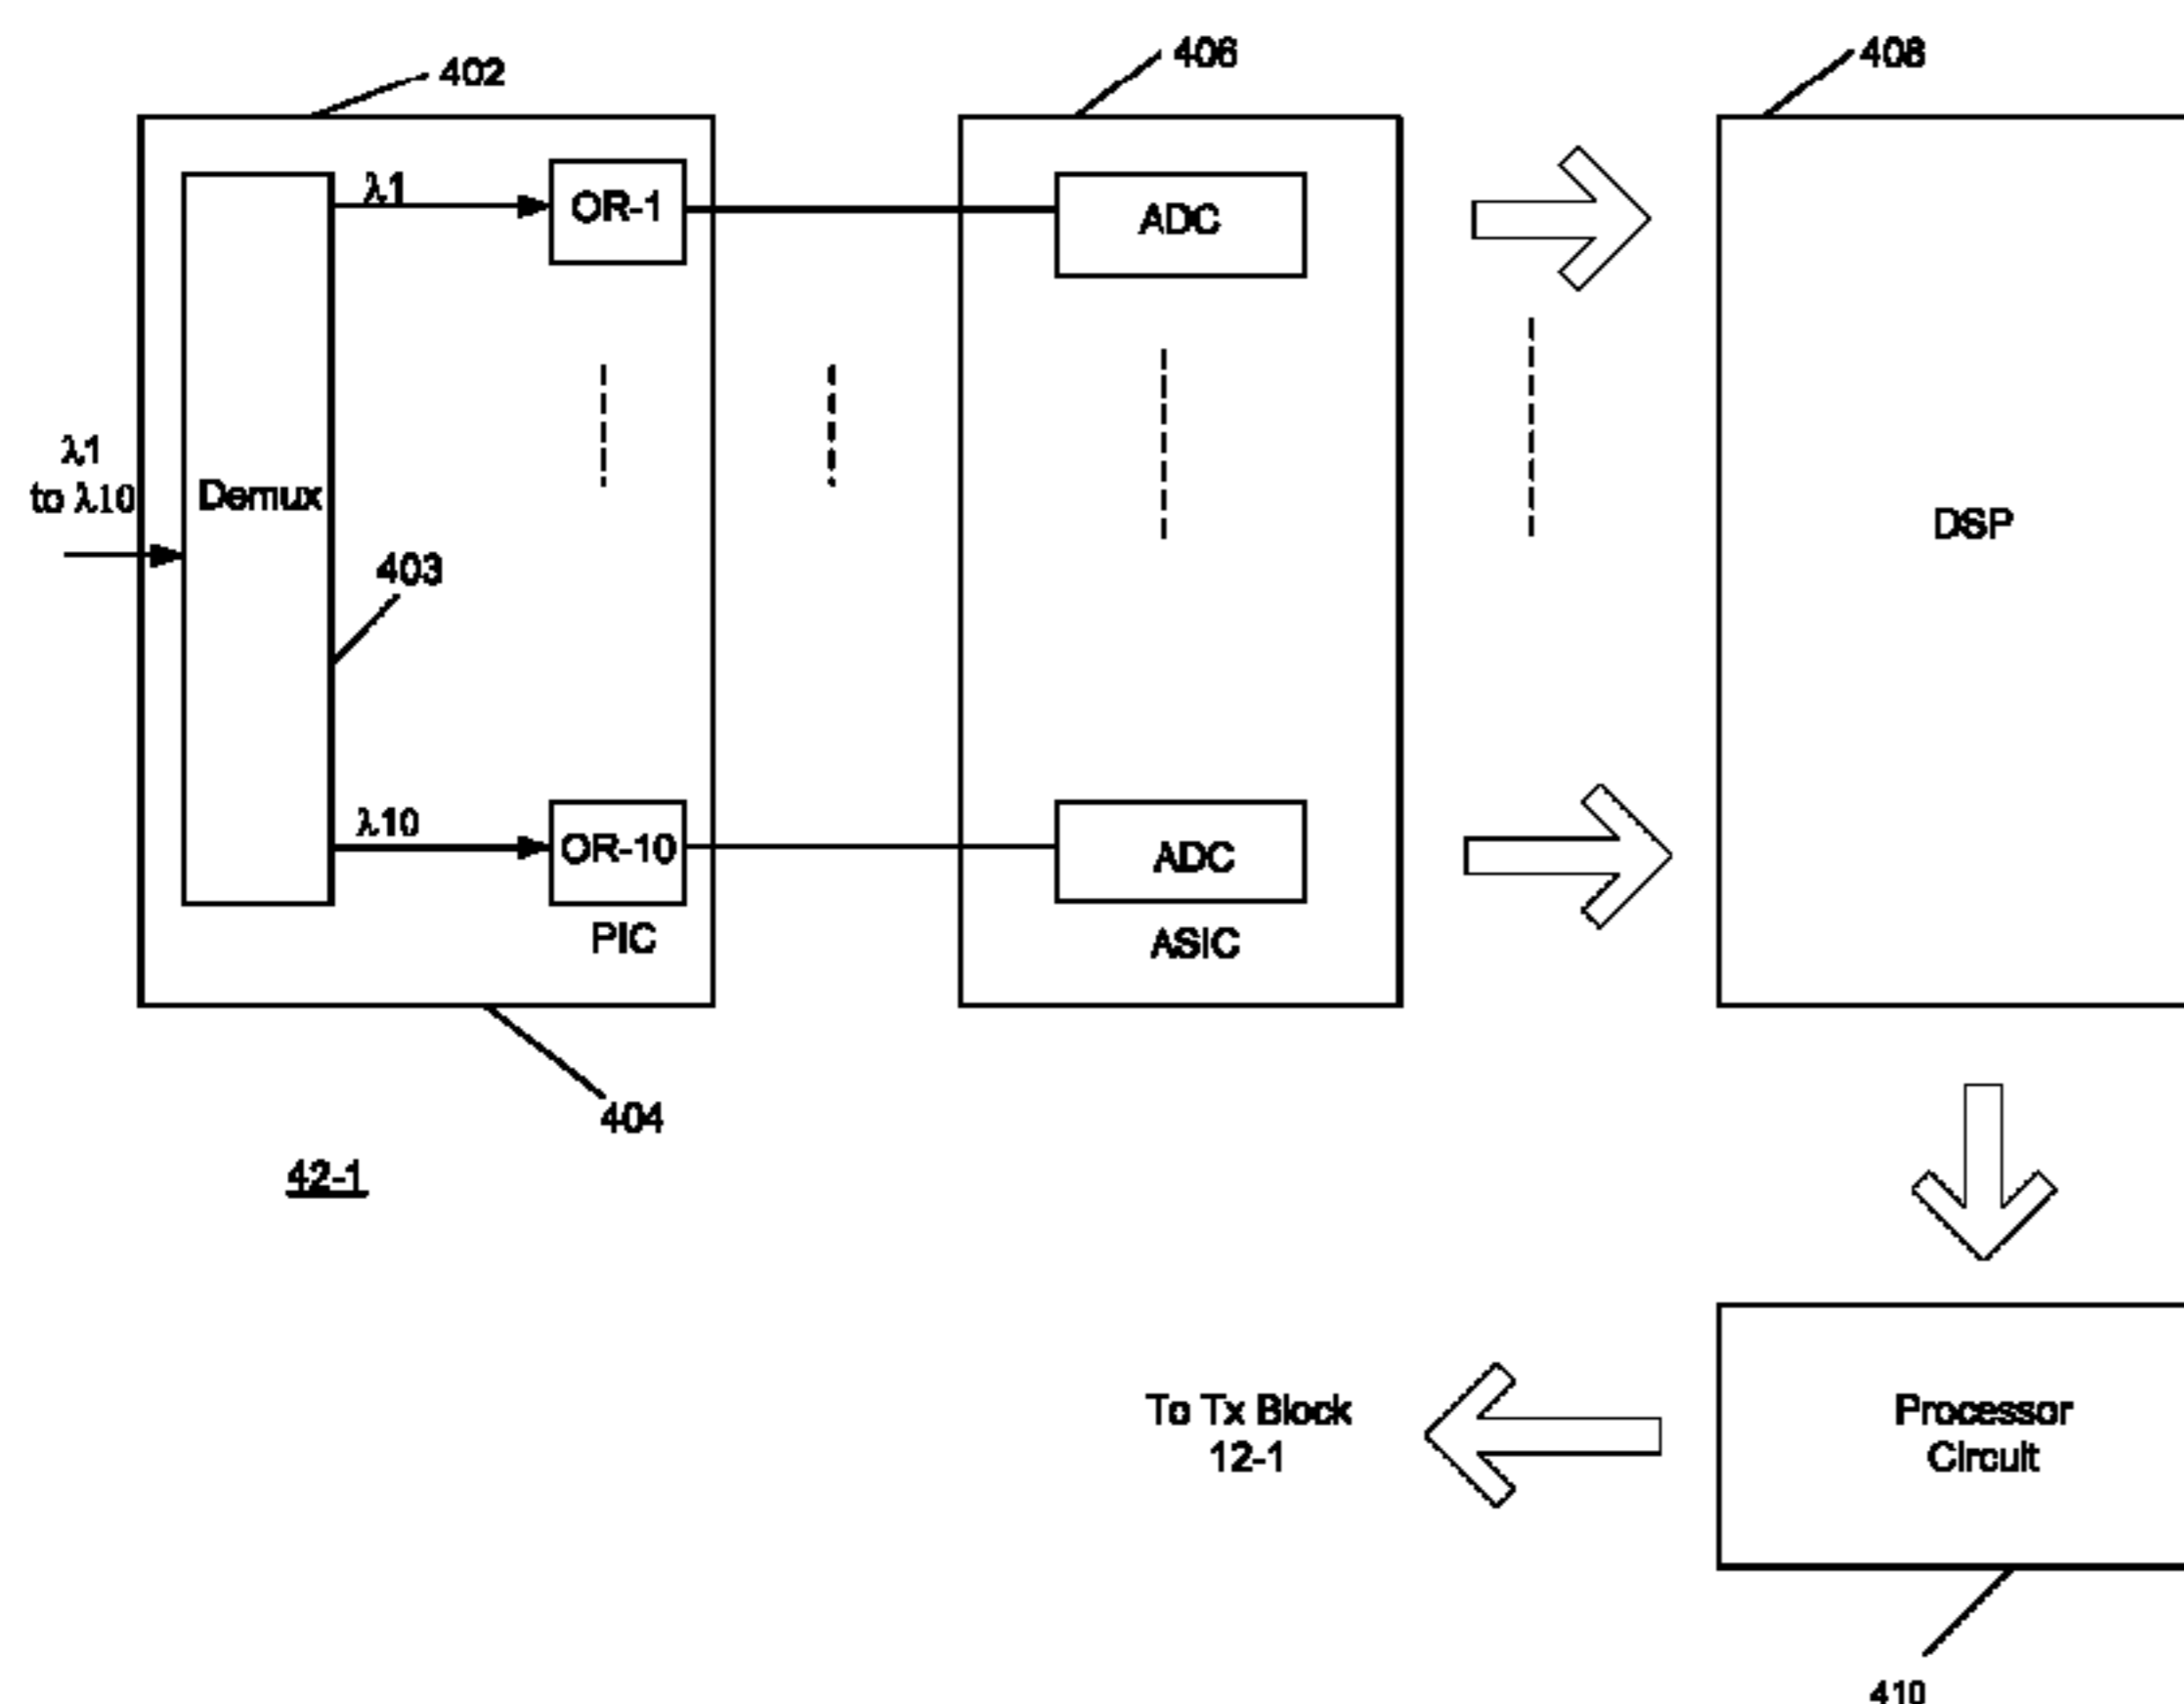 402
406
408
λ1
OR-1
ADC
λ1
to λ10
Demux
DSP
403
λ10
OR-10
ADC
PIC
ASIC
404
42-1
To Tx Block
12-1
Processor
Circuit
410